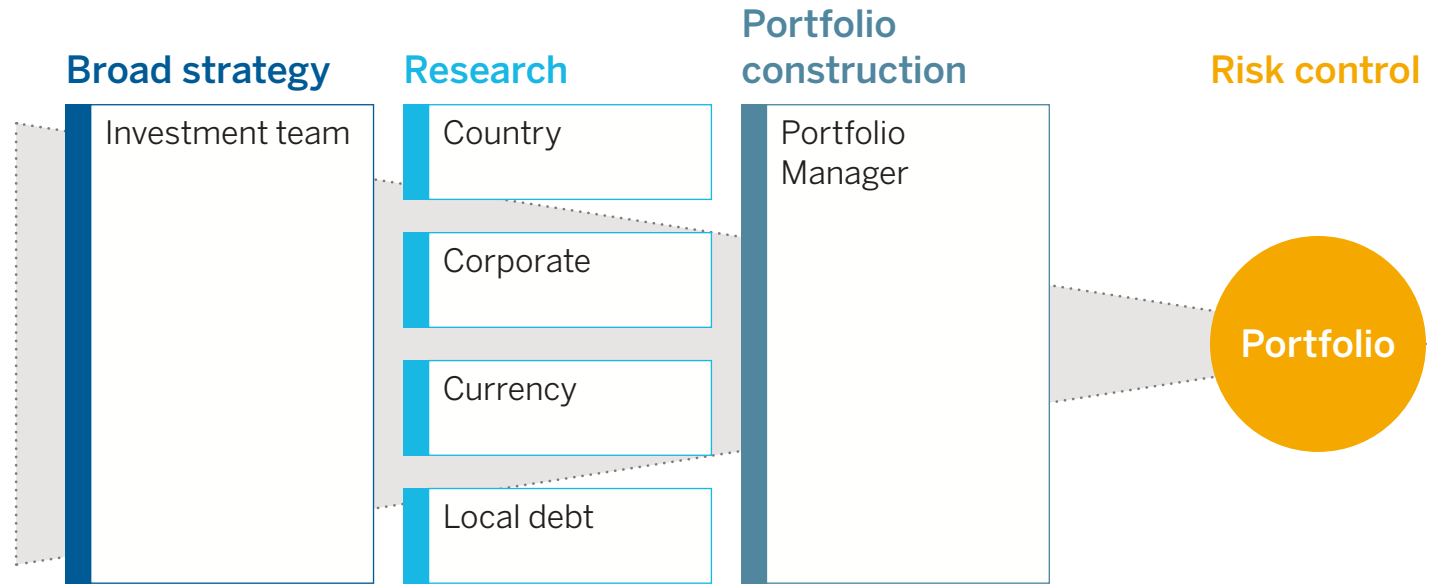 Broad strategy
Investment team
Research
Country
Corporate
Currency
Local debt
Portfolio
construction
Portfolio
Manager
Risk control
Portfolio